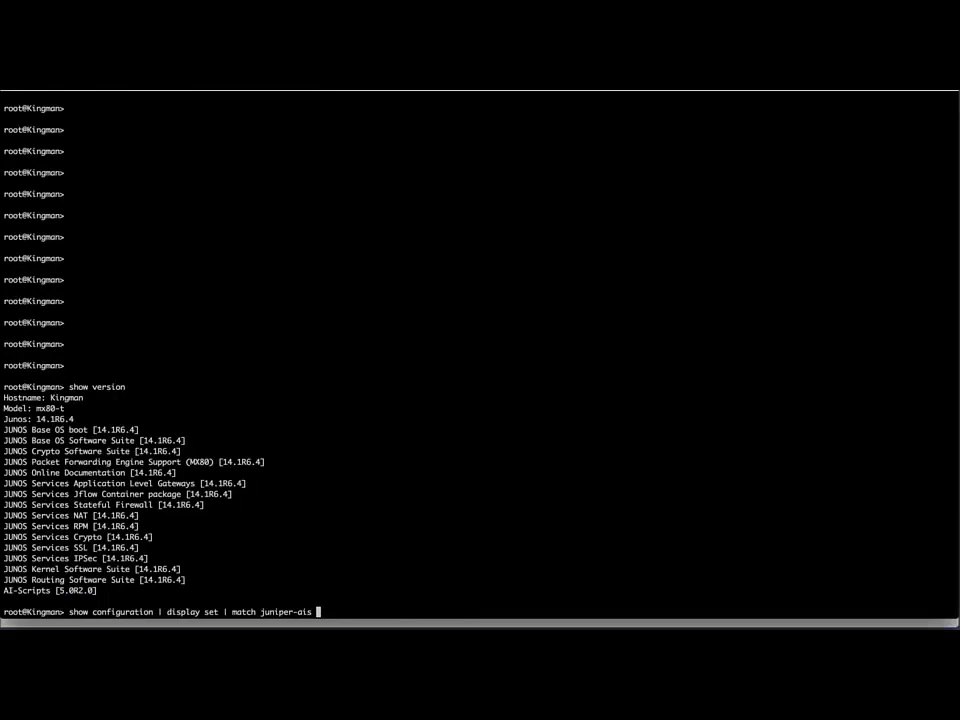 root@Kingman>
root@Kingman>
root@Kingman>
root@Kingman>
root@Kingman>
root@Kingman>
root@Kingman>
root@Kingman>
root@Kingman>
root@Kingman>
root@Kingman>
root@Kingman>
root@Kingman>
root@Kingman> show version
Hostname: Kingman
Model: mx80-t
Junos: 14.1R6.4
JUNOS Base OS boot [14.1R6.4]
JUNOS Base OS Software Suite [14.1R6.4]
JUNOS Crypto Software Suite [14.1R6.4]
JUNOS Packet Forwarding Engine Support (MX80) [14.1R6.4]
JUNOS Online Documentation [14.1R6.4]
JUNOS Services Application Level Gateways [14.1R6.4]
JUNOS Services Jflow Container package [14.1R6.4]
JUNOS Services Stateful Firewall [14.1R6.4]
JUNOS Services NAT [14.1R6.4]
JUNOS Services RPM [14.1R6.4]
JUNOS Services Crypto [14.1R6.4]
JUNOS Services SSL [14.1R6.4]
JUNOS Services IPSec [14.1R6.4]
JUNOS Kernel Software Suite [14.1R6.4]
JUNOS Routing Software Suite [14.1R6.4]
AI-Scripts [5.0R2.0]
root@Kingman> show configuration | display set | match juniper-ais